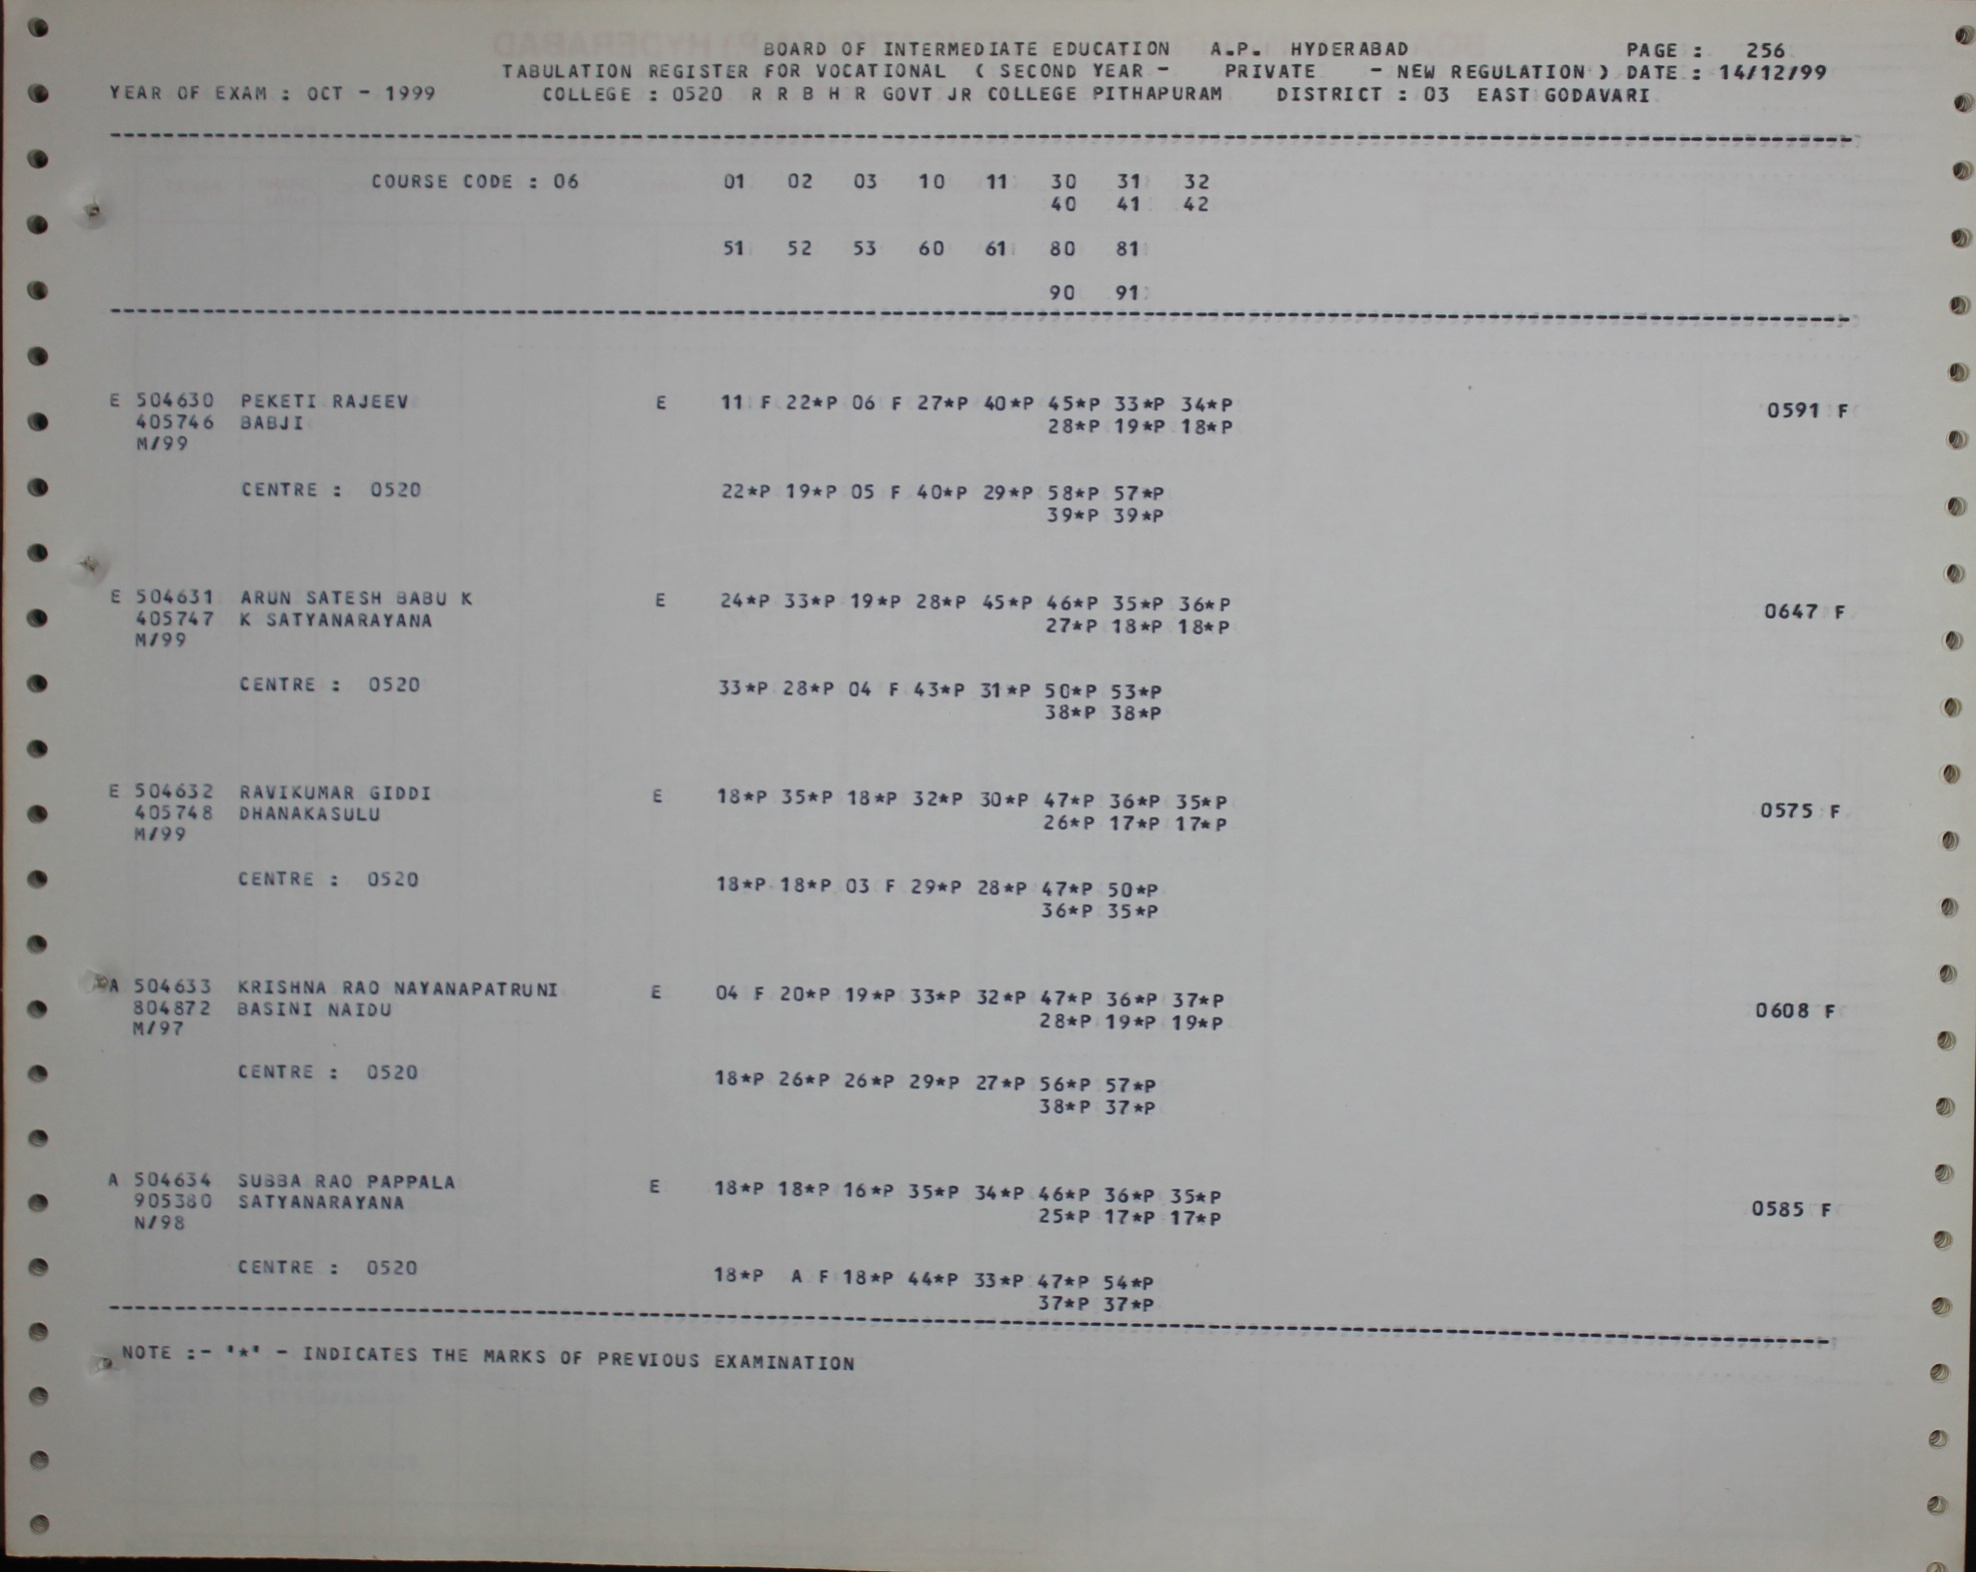 BOARD OF INTERMEDIATE EDUCATION A.P. HYDERABAD PAGE : 256
TABULATION REGISTER FOR VOCATIONAL ( SECOND YEAR - PRIVATE - NEW REGULATION ) DATE : 14/12/99
YEAR OF EXAM : OCT - 1999 COLLEGE : 0520 R R B H R GOVT JR COLLEGE PITHAPURAM DISTRICT : 03 EAST GODAVARI
COURSE CODE : 06 01 02 03 10 11 30 31 32
40 41 42
51 52 53 60 61 80 81
90 91
E 504630 PEKETI RAJEEV E 11 F 22*P 06 F 27*P 40*P 45*P 33*P 34*P 0591 F
405746 BABJI 28*P 19*P 18*P
M/99
CENTRE : 0520 22*P 19*P 05 F 40*P 29*P 58*P 57*P
39*P 39*P
E 504631 ARUN SATESH BABU K E 24*P 33*P 19*P 28*P 45*P 46*P 35*P 36*P 0647 F
405747 K SATYANARAYANA 27*P 18*P 18*P
M/99
CENTRE : 0520 33*P 28*P 04 F 43*P 31*P 50*P 53*P
38*P 38*P
E 504632 RAVIKUMAR GIDDI E 18*P 35*P 18*P 32*P 30*P 47*P 36*P 35*P 0575 F
405748 DHANAKASULU 26*P 17*P 17*P
M/99
CENTRE : 0520 18*P 18*P 03 F 29*P 28*P 47*P 50*P
36*P 35*P
A 504633 KRISHNA RAO NAYANAPATRUNI E 04 F 20*P 19*P 33*P 32*P 47*P 36*P 37*P 0608 F
804872 BASINI NAIDU 28*P 19*P 19*P
M/97
CENTRE : 0520 18*P 26*P 26*P 29*P 27*P 56*P 57*P
38*P 37*P
A 504634 SUBBA RAO PAPPALA E 18*P 18*P 16*P 35*P 34*P 46*P 36*P 35*P 0585 F
905380 SATYANARAYANA 25*P 17*P 17*P
N/98
CENTRE : 0520 18*P A F 18*P 44*P 33*P 47*P 54*P
37*P 37*P
NOTE :- '*' - INDICATES THE MARKS OF PREVIOUS EXAMINATION